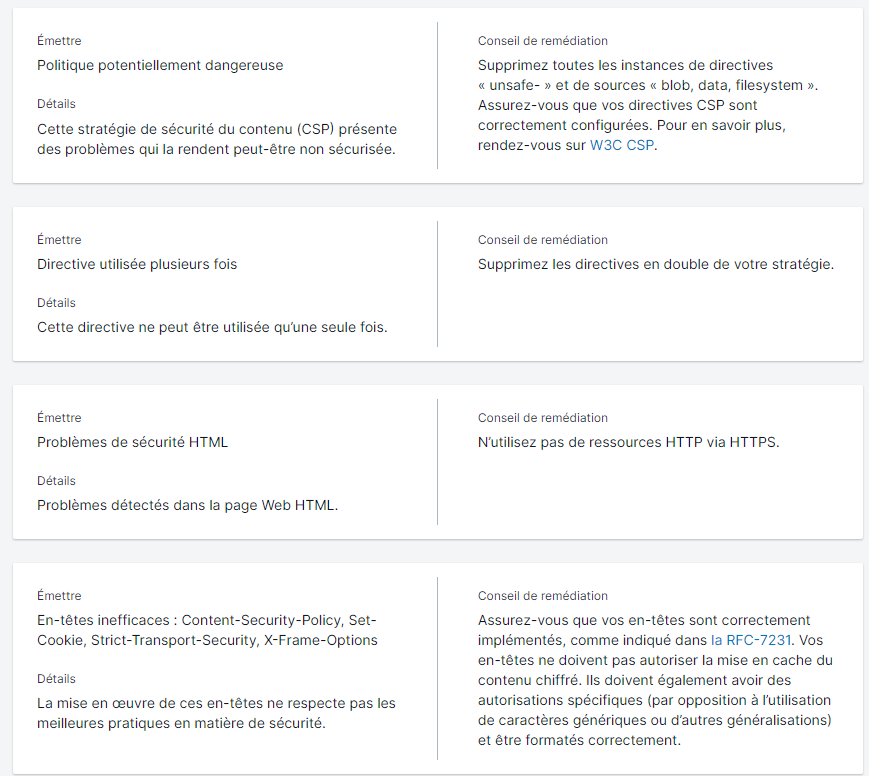 Émettre
Politique potentiellement dangereuse
Détails
Cette stratégie de sécurité du contenu (CSP) présente
des problèmes qui la rendent peut-être non sécurisée.
Conseil de remédiation
Supprimez toutes les instances de directives
« unsafe- » et de sources « blob, data, filesystem ».
Assurez-vous que vos directives CSP sont
correctement configurées. Pour en savoir plus,
rendez-vous sur W3C CSP.
Émettre
Directive utilisée plusieurs fois
Détails
Cette directive ne peut être utilisée qu’une seule fois.
Conseil de remédiation
Supprimez les directives en double de votre stratégie.
Émettre
Problèmes de sécurité HTML
Détails
Problèmes détectés dans la page Web HTML.
Conseil de remédiation
N’utilisez pas de ressources HTTP via HTTPS.
Émettre
En-têtes inefficaces : Content-Security-Policy, Set-
Cookie, Strict-Transport-Security, X-Frame-Options
Détails
La mise en œuvre de ces en-têtes ne respecte pas les
meilleures pratiques en matière de sécurité.
Conseil de remédiation
Assurez-vous que vos en-têtes sont correctement
implémentés, comme indiqué dans la RFC-7231. Vos
en-têtes ne doivent pas autoriser la mise en cache du
contenu chiffré. Ils doivent également avoir des
autorisations spécifiques (par opposition à l’utilisation
de caractères génériques ou d’autres généralisations)
et être formatés correctement.